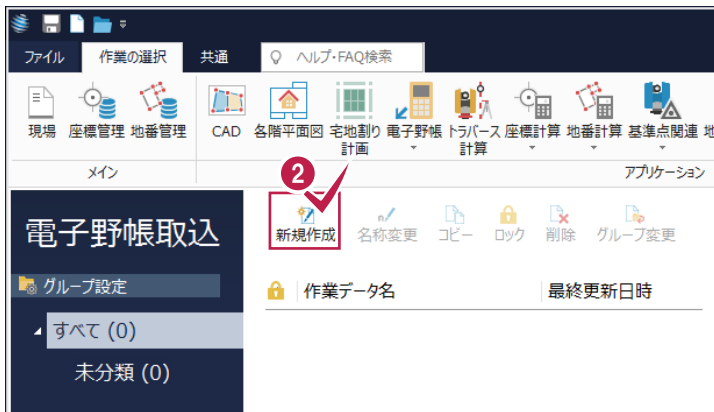 ファイル 作業の選択 共通 ヘルプ・FAQ検索
現場 座標管理 地番管理 CAD 各階平面図 宅地割り計画 電子野帳 トラバース計算 座標計算 地番計算 基準点関連 地
メイン アプリケーション
2
電子野帳取込
新規作成 名称変更 コピー ロック 削除 グループ変更
グループ設定
作業データ名 最終更新日時
すべて (0)
未分類 (0)